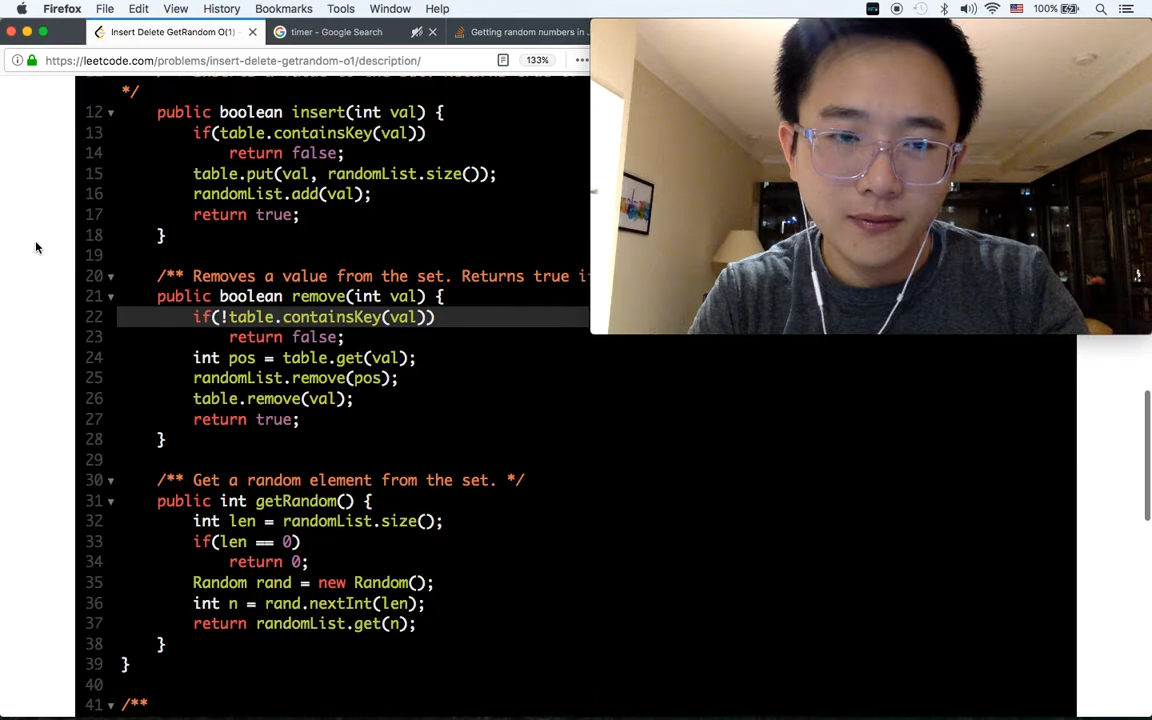 Firefox File Edit View History Bookmarks Tools Window Help 100%
Insert Delete GetRandom O(1) timer - Google Search Getting random numbers in
https://leetcode.com/problems/insert-delete-getrandom-o1/description/ 133%
*/
12 public boolean insert(int val) {
13 if(table.containsKey(val))
14 return false;
15 table.put(val, randomList.size());
16 randomList.add(val);
17 return true;
18 }
19
20 /** Removes a value from the set. Returns true i
21 public boolean remove(int val) {
22 if(!table.containsKey(val))
23 return false;
24 int pos = table.get(val);
25 randomList.remove(pos);
26 table.remove(val);
27 return true;
28 }
29
30 /** Get a random element from the set. */
31 public int getRandom() {
32 int len = randomList.size();
33 if(len == 0)
34 return 0;
35 Random rand = new Random();
36 int n = rand.nextInt(len);
37 return randomList.get(n);
38 }
39 }
40
41 /**